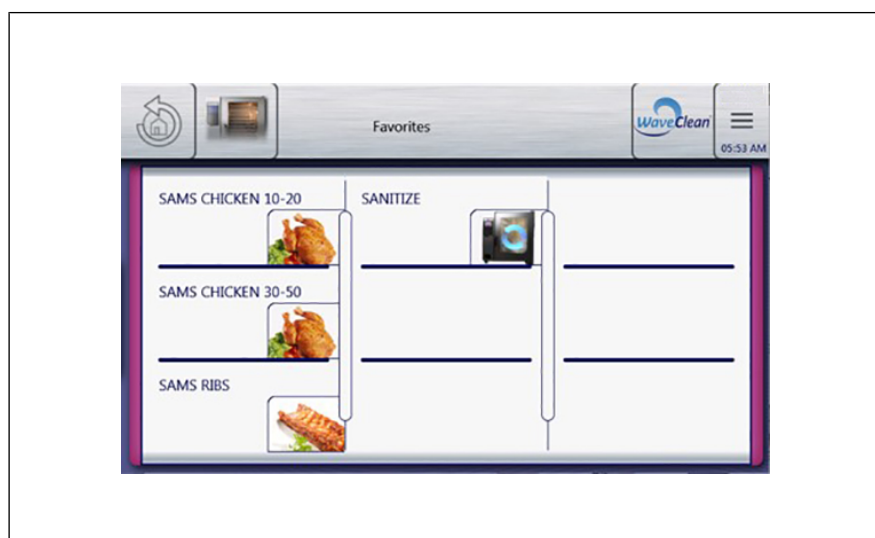 Favorites
WaveClean
05:53 AM
SAMS CHICKEN 10-20
SANITIZE
SAMS CHICKEN 30-50
SAMS RIBS